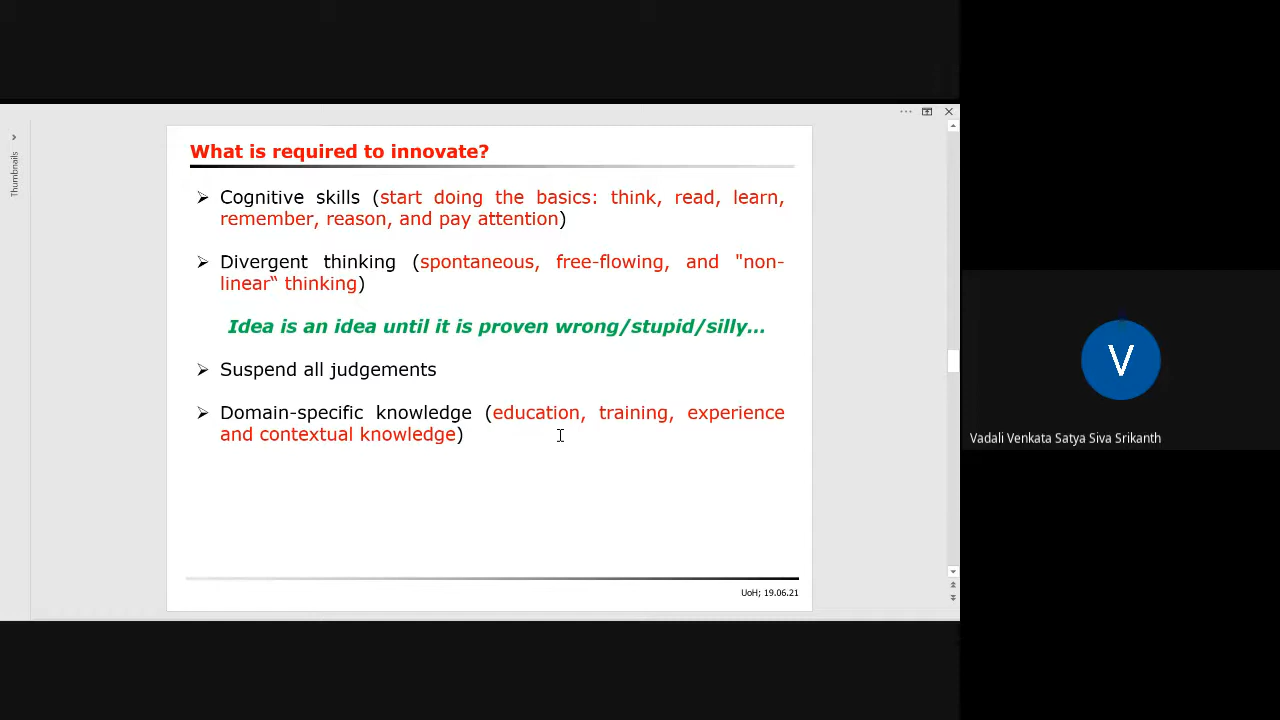 What is required to innovate?
Thumbnails
Cognitive skills (start doing the basics: think, read, learn,
remember, reason, and pay attention)
Divergent thinking (spontaneous, free-flowing, and "non-
linear“ thinking)
Idea is an idea until it is proven wrong/stupid/silly...
Suspend all judgements
Domain-specific knowledge (education, training, experience
and contextual knowledge)
UoH; 19.06.21
V
Vadali Venkata Satya Siva Srikanth